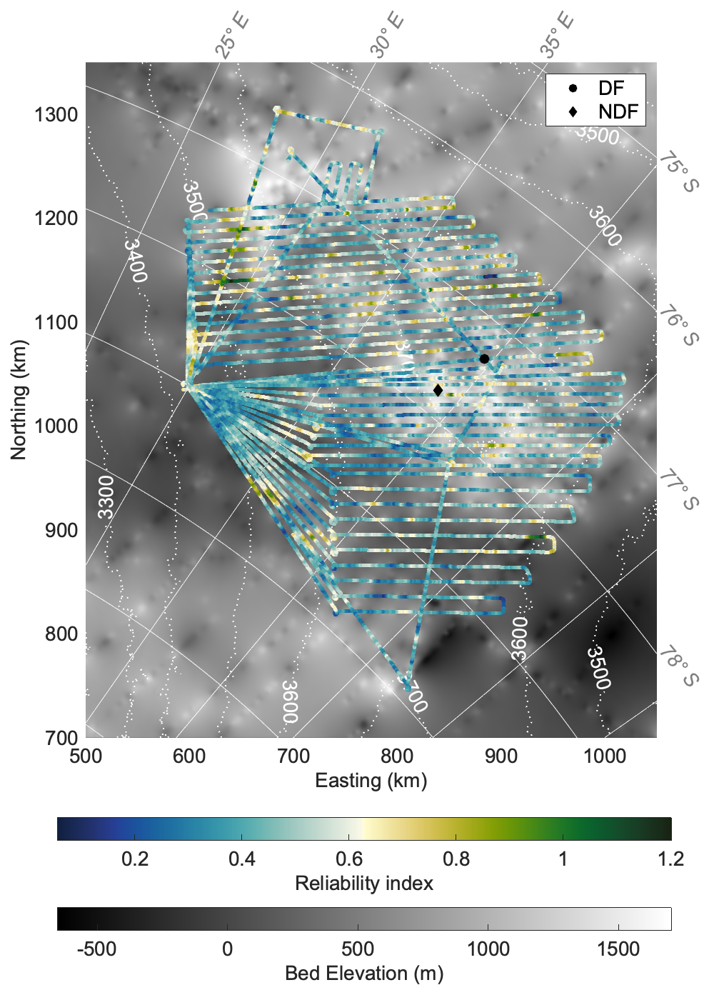 25° E
30° E
35° E
DF
NDF
3500
75° S
1300
3500
1200
3600
3400
76° S
1100
Northing (km)
1000
77° S
3300
900
3600
800
3500
78° S
3600
700
700
500
600
700
800
900
1000
Easting (km)
0.2
0.4
0.6
0.8
1
1.2
Reliability index
-500
0
500
1000
1500
Bed Elevation (m)